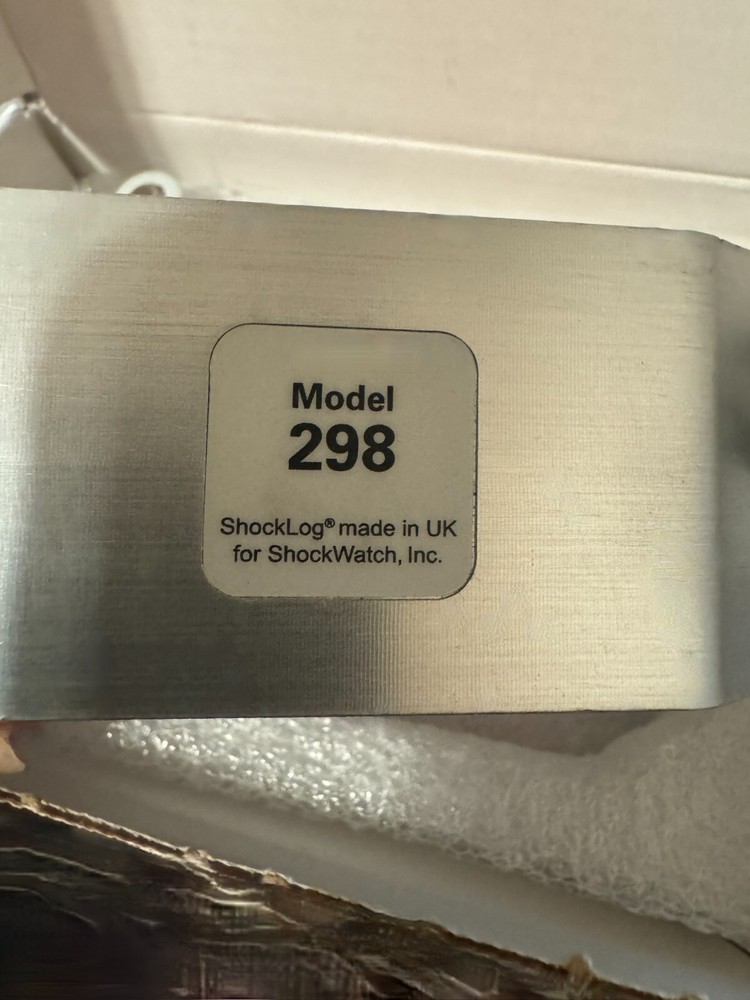 Model
298
ShockLog® made in UK
for ShockWatch, Inc.